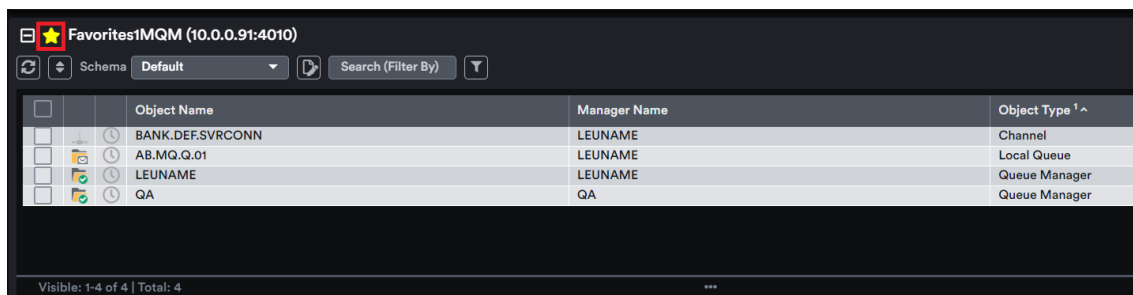 Favorites1MQM (10.0.0.91:4010)
Schema Default Search (Filter By)
Object Name Manager Name Object Type 1
BANK.DEF.SVRCONN LEUNAME Channel
AB.MQ.Q.01 LEUNAME Local Queue
LEUNAME LEUNAME Queue Manager
QA QA Queue Manager
Visible: 1-4 of 4 | Total: 4